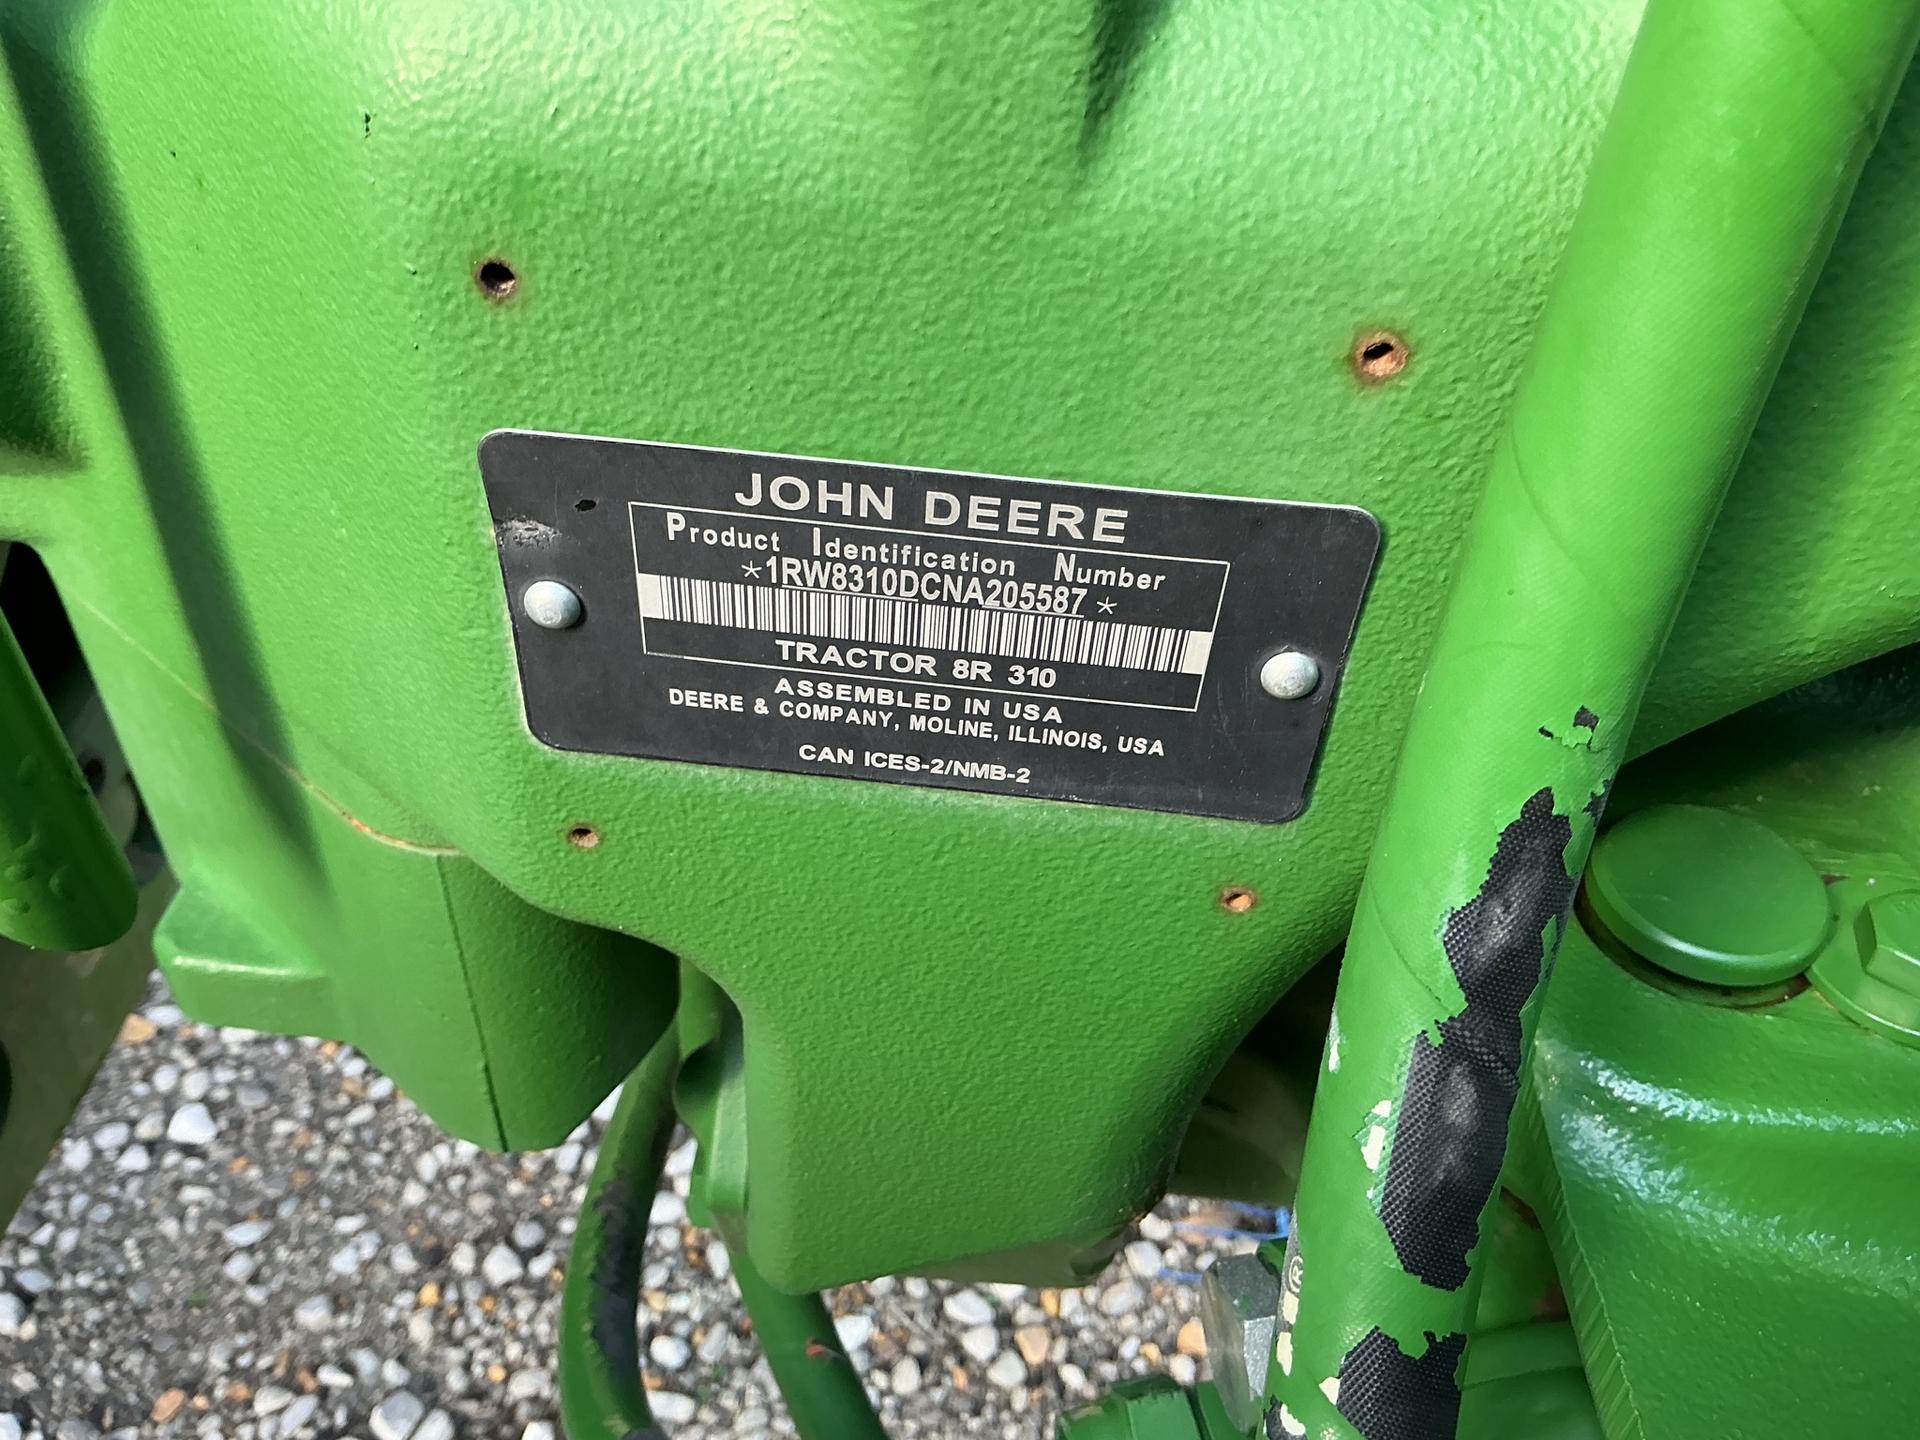 JOHN DEERE
Product Identification Number
*1RW8310DCNA205587*
TRACTOR 8R 310
ASSEMBLED IN USA
DEERE & COMPANY, MOLINE, ILLINOIS, USA
CAN ICES-2/NMB-2
®